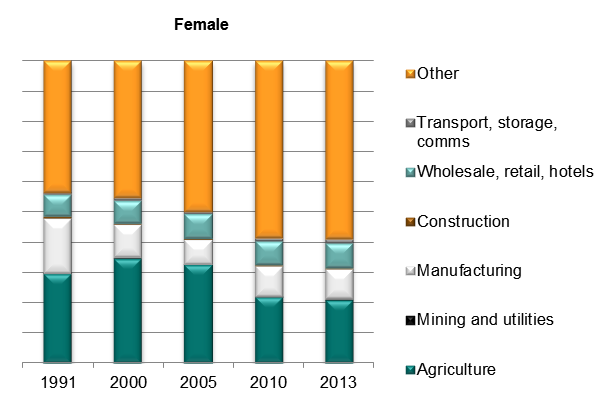 Female
Other
Transport, storage,
comms
Wholesale, retail, hotels
Construction
Manufacturing
Mining and utilities
Agriculture
1991 2000 2005 2010 2013